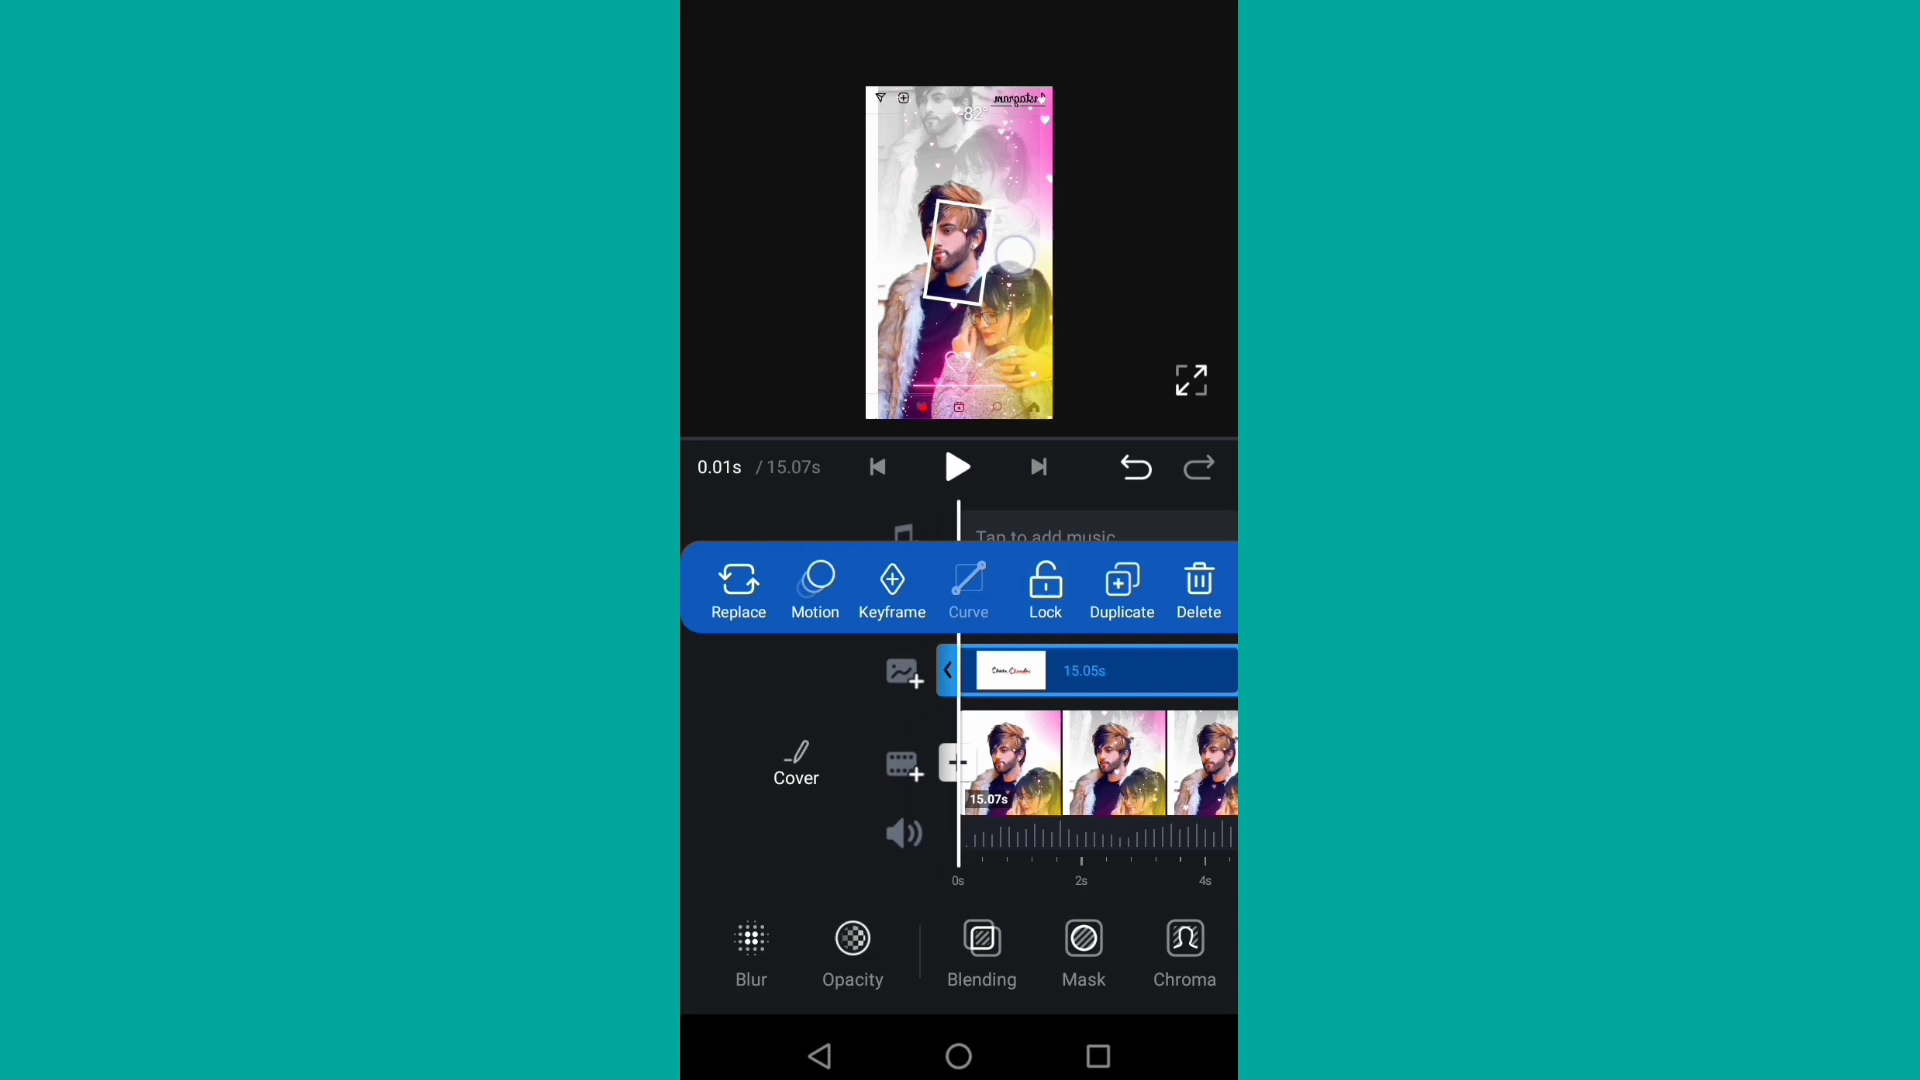 -82°
0.01s / 15.07s
Tap to add music
Replace Motion Keyframe Curve Lock Duplicate Delete
15.05s
Cover
15.07s
0s 2s 4s
Blur Opacity Blending Mask Chroma